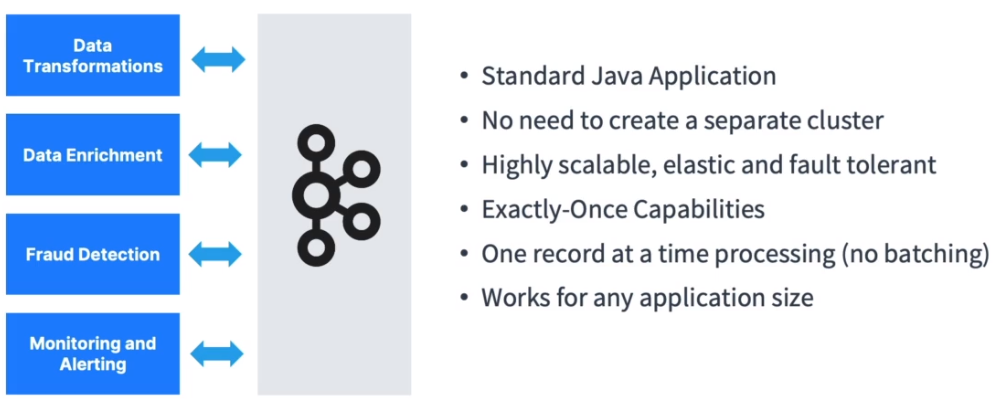 Data
Transformations
Data Enrichment
Fraud Detection
Monitoring and
Alerting
• Standard Java Application
• No need to create a separate cluster
• Highly scalable, elastic and fault tolerant
• Exactly-Once Capabilities
• One record at a time processing (no batching)
• Works for any application size